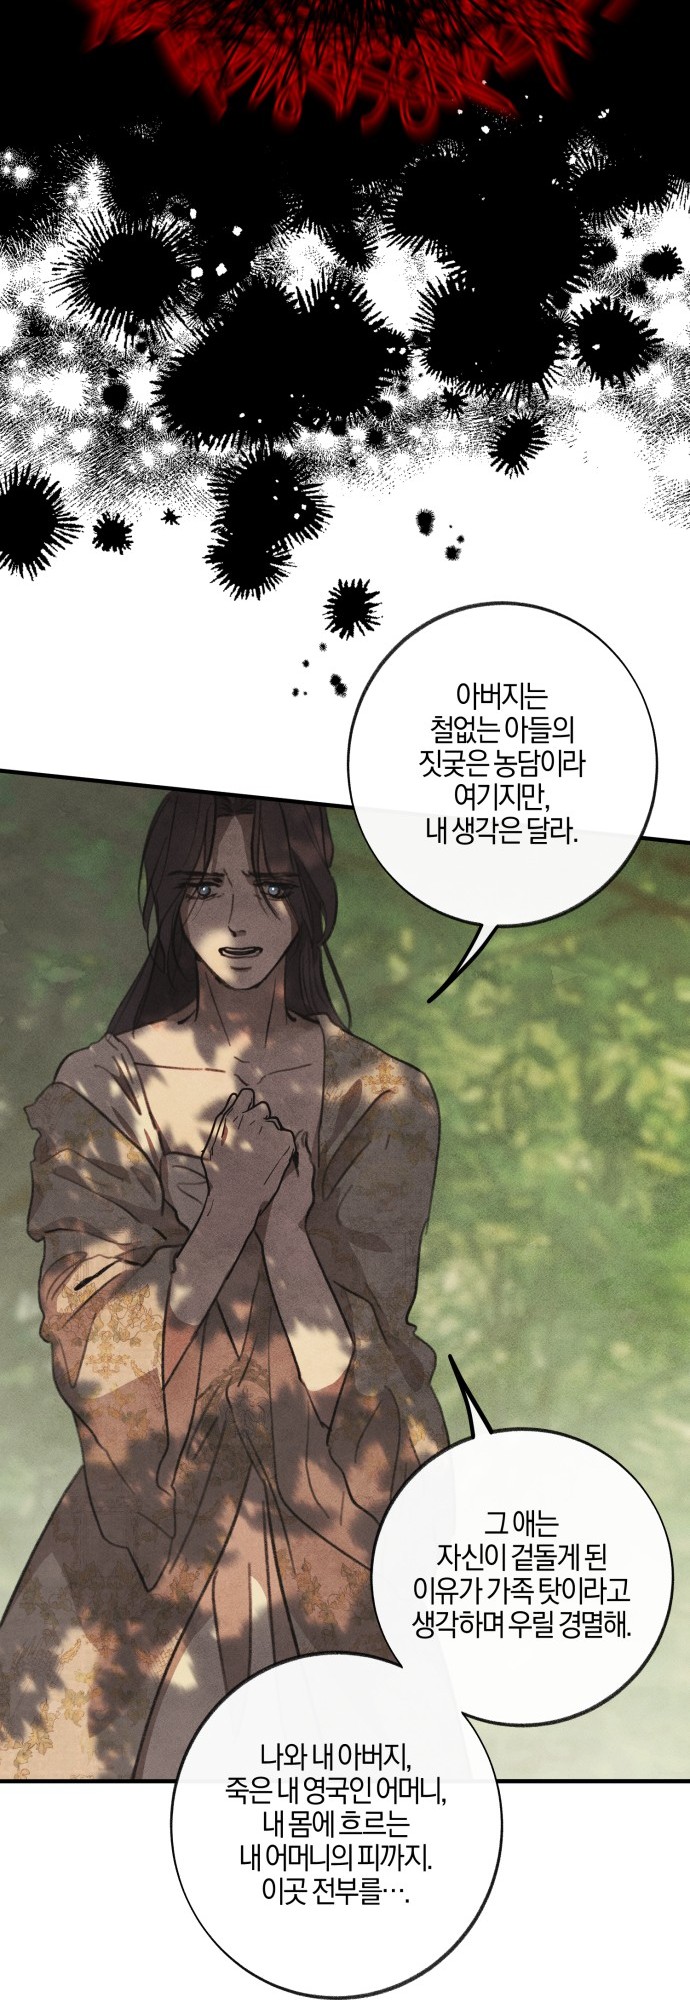 아버지는
철없는 아들의
짓궂은 농담이라
여기지만,
내 생각은 달라.
그 애는
자신이 겉돌게 된
이유가 가족 탓이라고
생각하며 우릴 경멸해.
나와 내 아버지,
죽은 내 영국인 어머니,
내 몸에 흐르는
내 어머니의 피까지.
이곳 전부를….